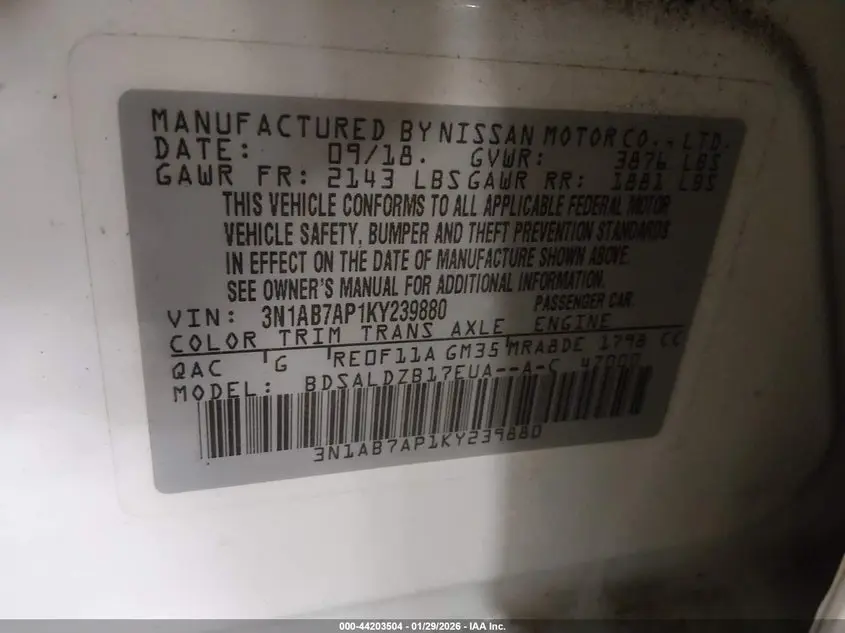 MANUFACTURED BY NISSAN MOTOR CO., LTD.
DATE: 09/18. GVWR: 3876 LBS
GAWR FR: 2143 LBS GAWR RR: 1881 LBS
THIS VEHICLE CONFORMS TO ALL APPLICABLE FEDERAL MOTOR
VEHICLE SAFETY, BUMPER AND THEFT PREVENTION STANDARDS
IN EFFECT ON THE DATE OF MANUFACTURE SHOWN ABOVE.
SEE OWNER'S MANUAL FOR ADDITIONAL INFORMATION.
VIN: 3N1AB7AP1KY239880 PASSENGER CAR
COLOR TRIM TRANS AXLE ENGINE
QAC G RE0F11A GM35 MRA8DE 1798 CC
MODEL: BDSALDZB17EUA--A-C 47000
3N1AB7AP1KY239880
000-44203504 - 01/29/2026 - IAA Inc.